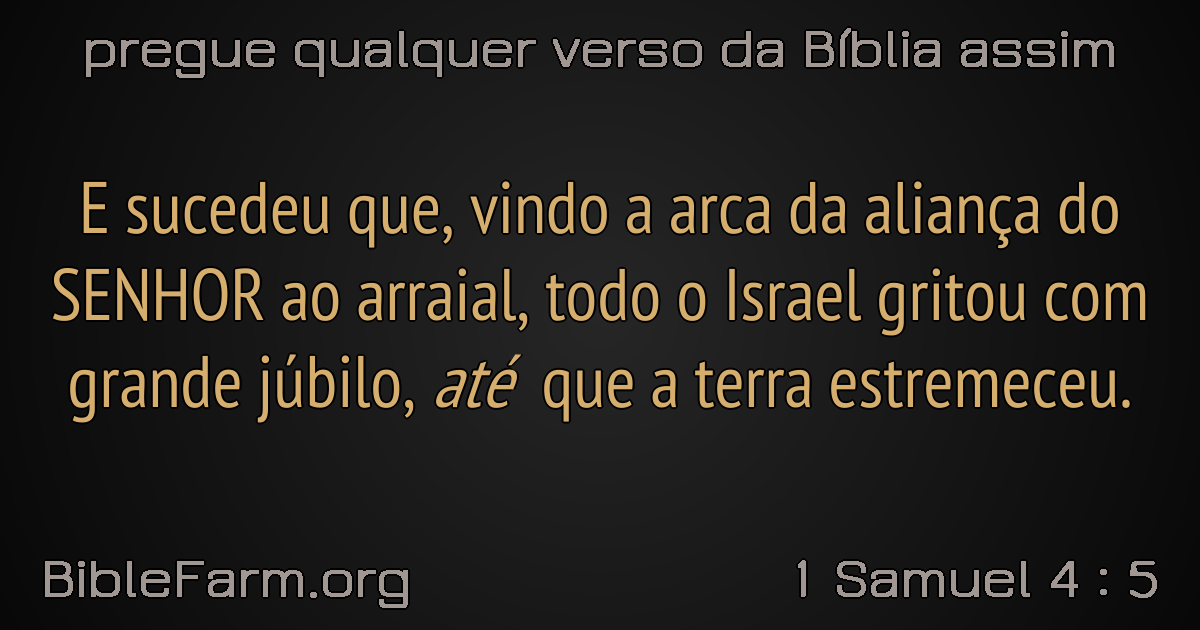 pregue qualquer verso da Bíblia assim
E sucedeu que, vindo a arca da aliança do
SENHOR ao arraial, todo o Israel gritou com
grande júbilo, até que a terra estremeceu.
BibleFarm.org
1 Samuel 4 : 5